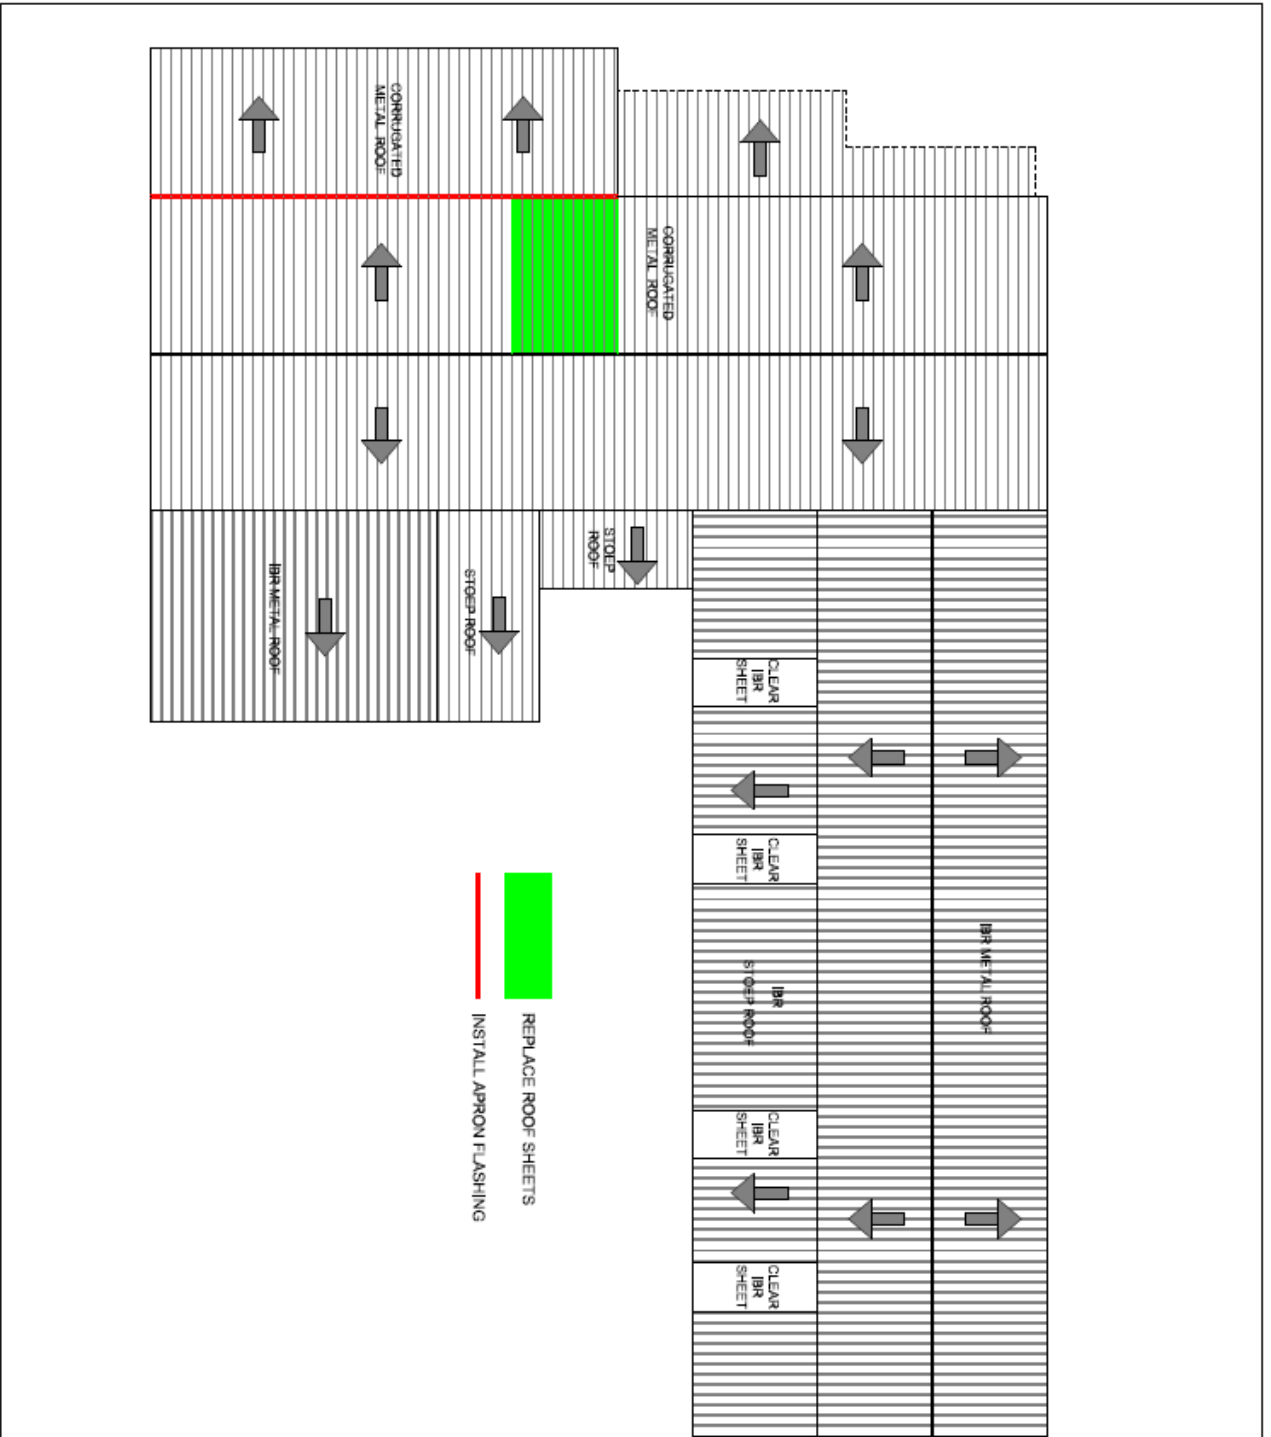 CORRUGATED
METAL ROOF
CORRUGATED
METAL ROOF
STOEP
ROOF
STOEP ROOF
IBR METAL ROOF
CLEAR
IBR
SHEET
CLEAR
IBR
SHEET
IBR
STOEP ROOF
IBR METAL ROOF
CLEAR
IBR
SHEET
CLEAR
IBR
SHEET
REPLACE ROOF SHEETS
INSTALL APRON FLASHING